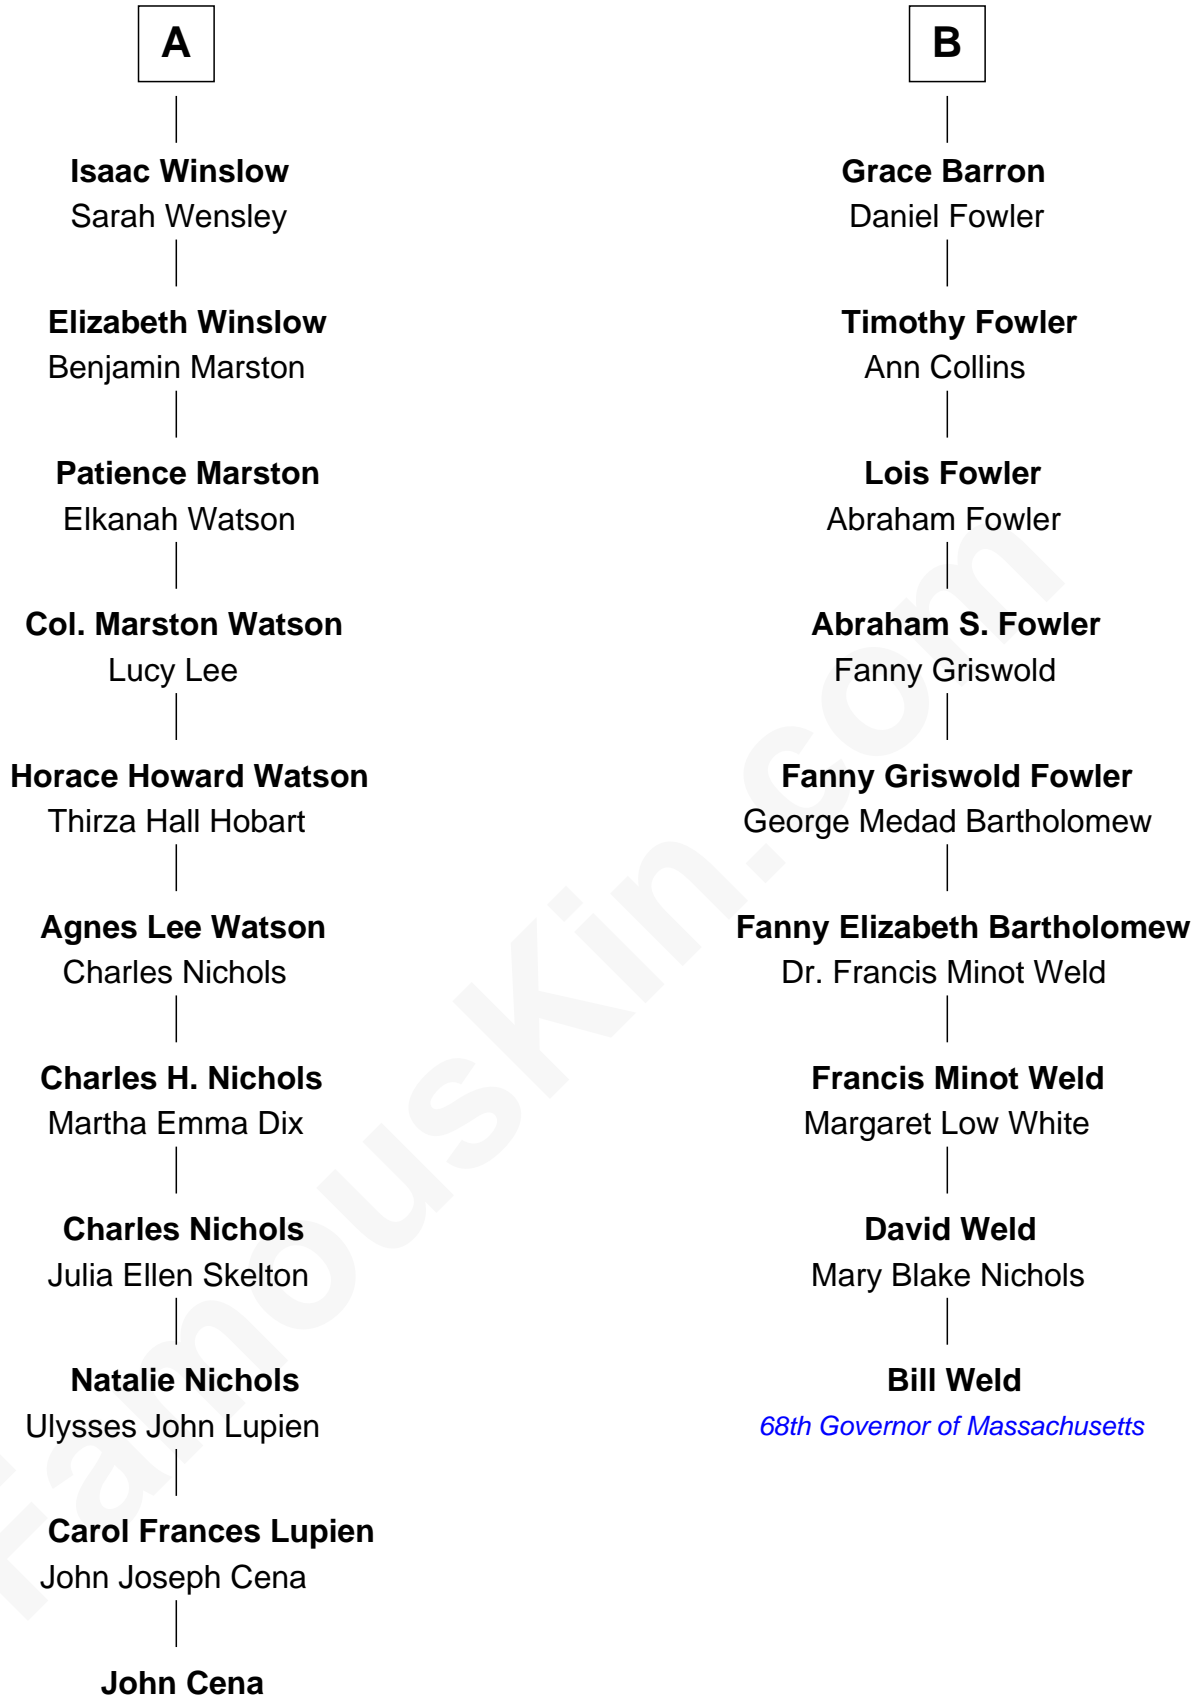 A
Isaac Winslow
Sarah Wensley
Elizabeth Winslow
Benjamin Marston
Patience Marston
Elkanah Watson
Col. Marston Watson
Lucy Lee
Horace Howard Watson
Thirza Hall Hobart
Agnes Lee Watson
Charles Nichols
Charles H. Nichols
Martha Emma Dix
Charles Nichols
Julia Ellen Skelton
Natalie Nichols
Ulysses John Lupien
Carol Frances Lupien
John Joseph Cena
John Cena
B
Grace Barron
Daniel Fowler
Timothy Fowler
Ann Collins
Lois Fowler
Abraham Fowler
Abraham S. Fowler
Fanny Griswold
Fanny Griswold Fowler
George Medad Bartholomew
Fanny Elizabeth Bartholomew
Dr. Francis Minot Weld
Francis Minot Weld
Margaret Low White
David Weld
Mary Blake Nichols
Bill Weld
68th Governor of Massachusetts
FamousKin.com